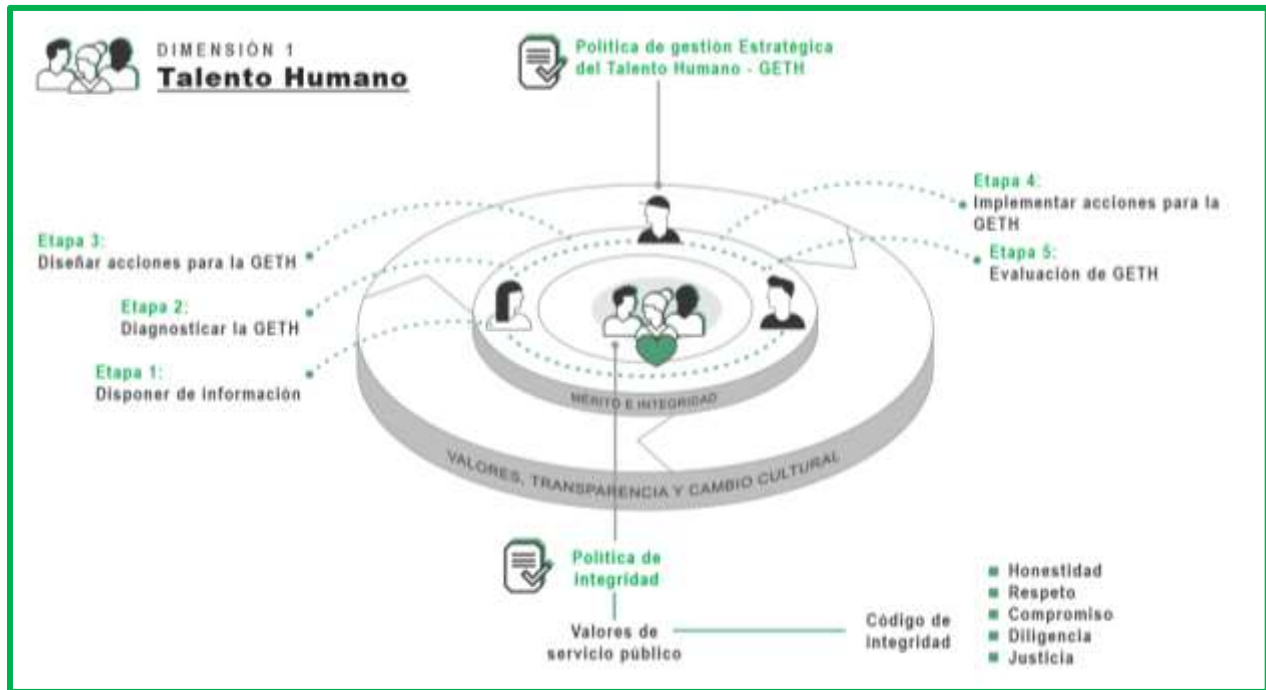 DIMENSIÓN 1
Talento Humano
Política de gestión Estratégica
del Talento Humano - GETH
Etapa 4:
Implementar acciones para la
GETH
Etapa 3:
Diseñar acciones para la GETH
Etapa 5:
Evaluación de GETH
Etapa 2:
Diagnosticar la GETH
Etapa 1:
Disponer de información
MÉRITO E INTEGRIDAD
VALORES, TRANSPARENCIA Y CAMBIO CULTURAL
Política de
integridad
Valores de
servicio público
Código de
integridad
Honestidad
Respeto
Compromiso
Diligencia
Justicia